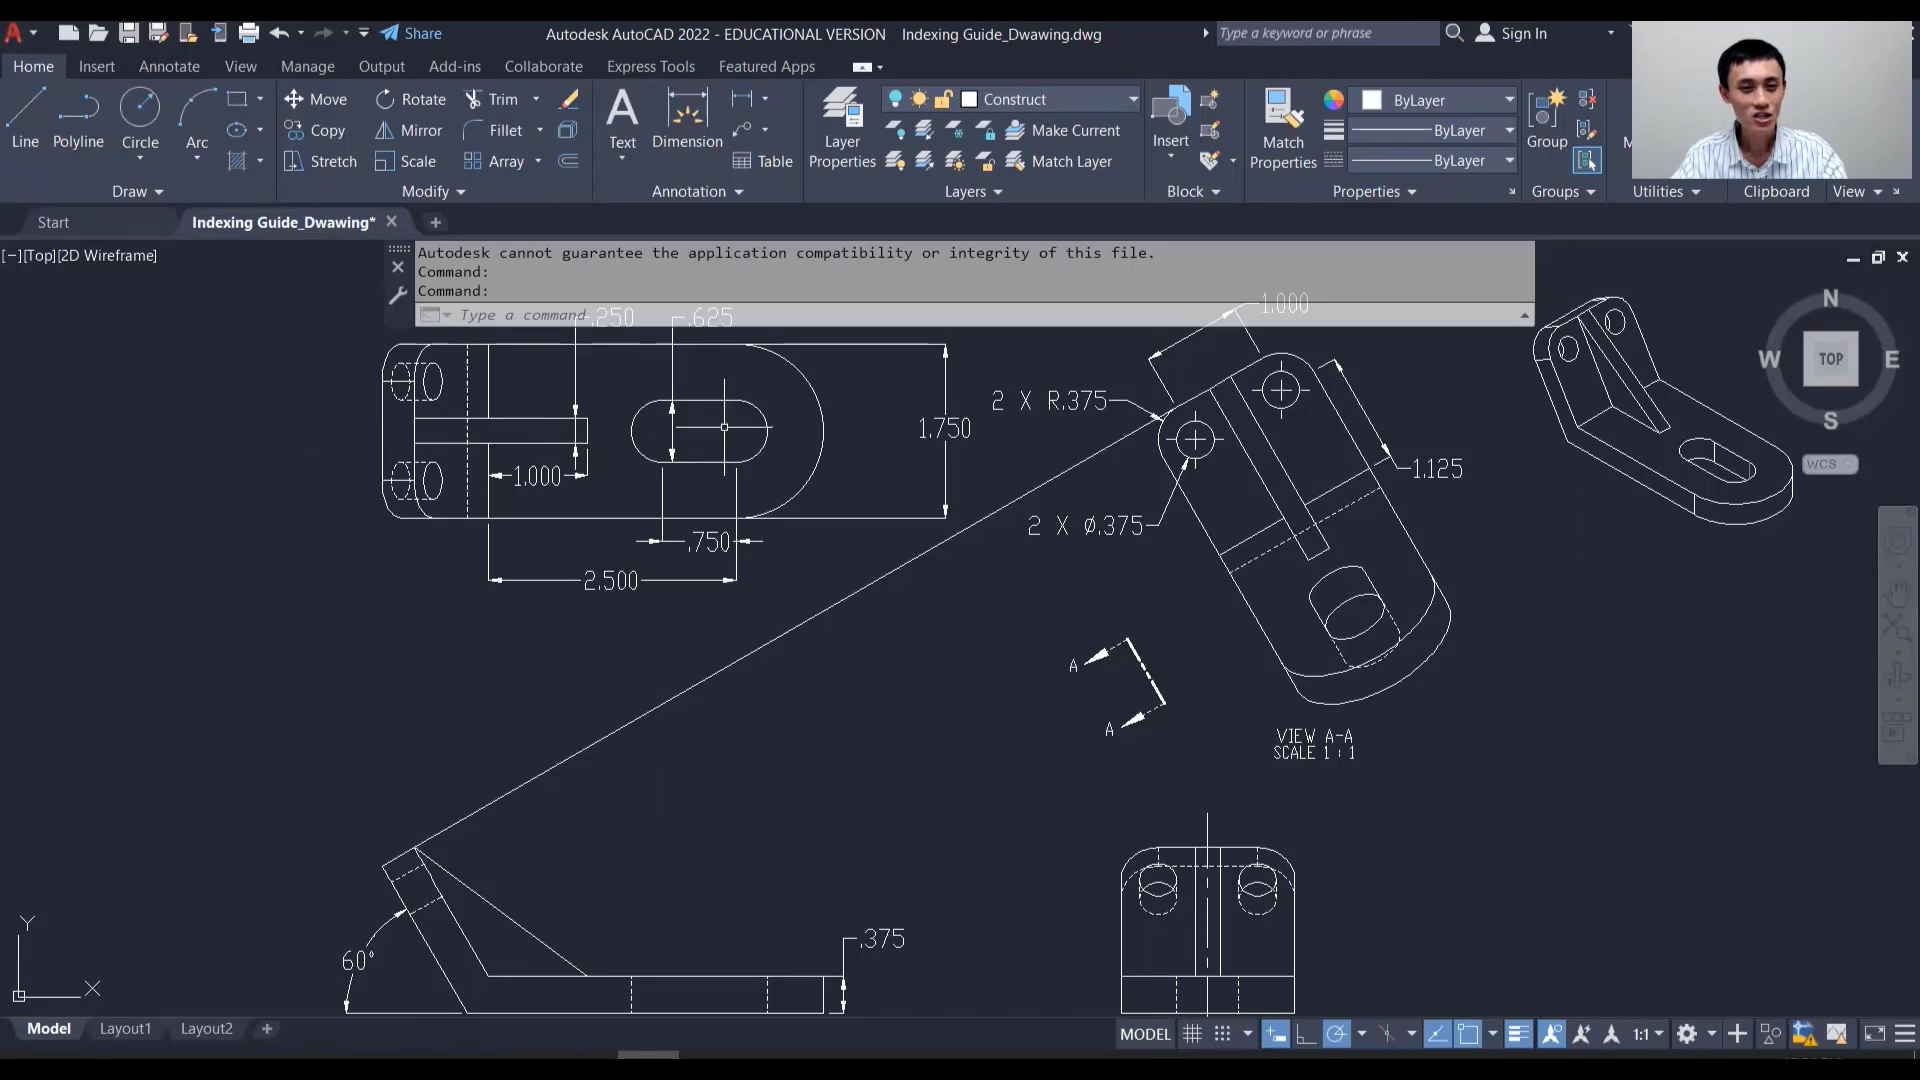 Share
Autodesk AutoCAD 2022 - EDUCATIONAL VERSION Indexing Guide_Dwawing.dwg
Type a keyword or phrase
Sign In
Home Insert Annotate View Manage Output Add-ins Collaborate Express Tools Featured Apps
Line Polyline Circle Arc
Move Rotate Trim
Copy Mirror Fillet
Stretch Scale Array
Text Dimension Table
Layer Properties
Construct
Make Current
Match Layer
Insert
Match Properties
ByLayer
ByLayer
ByLayer
Group
Draw Modify Annotation Layers Block Properties Groups Utilities Clipboard View
Start Indexing Guide_Dwawing*
[−][Top][2D Wireframe]
Autodesk cannot guarantee the application compatibility or integrity of this file.
Command:
Command:
Type a command
.250 .625 1.000
N
W TOP E
S
WCS
2 X R.375
1.750
1.125
1.000
2 X Ø.375
.750
2.500
A
A
VIEW A-A
SCALE 1 : 1
60°
.375
Y
X
Model Layout1 Layout2
MODEL 1:1